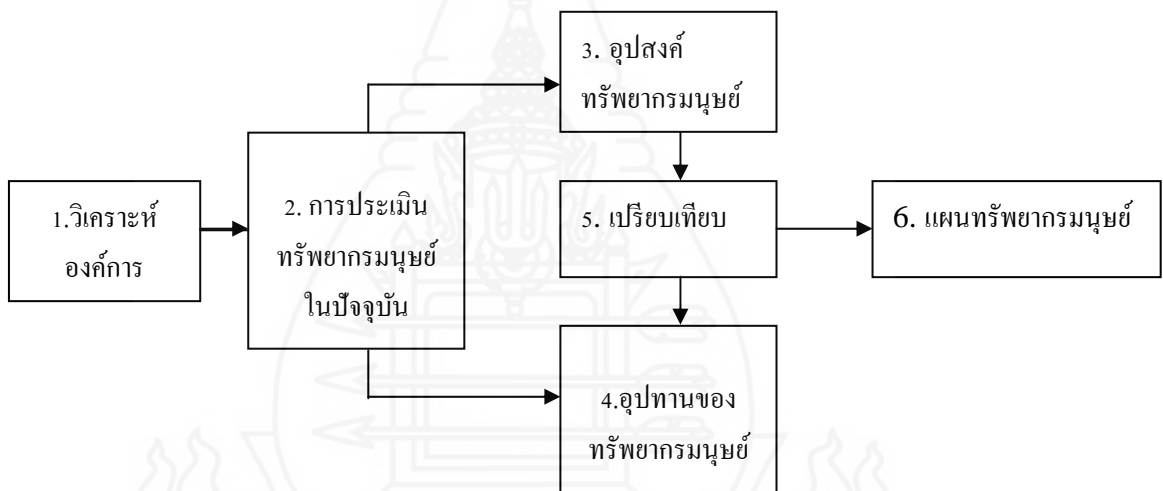 1.วิเคราะห์
องค์การ
2. การประเมิน
ทรัพยากรมนุษย์
ในปัจจุบัน
3. อุปสงค์
ทรัพยากรมนุษย์
5. เปรียบเทียบ
4.อุปทานของ
ทรัพยากรมนุษย์
6. แผนทรัพยากรมนุษย์